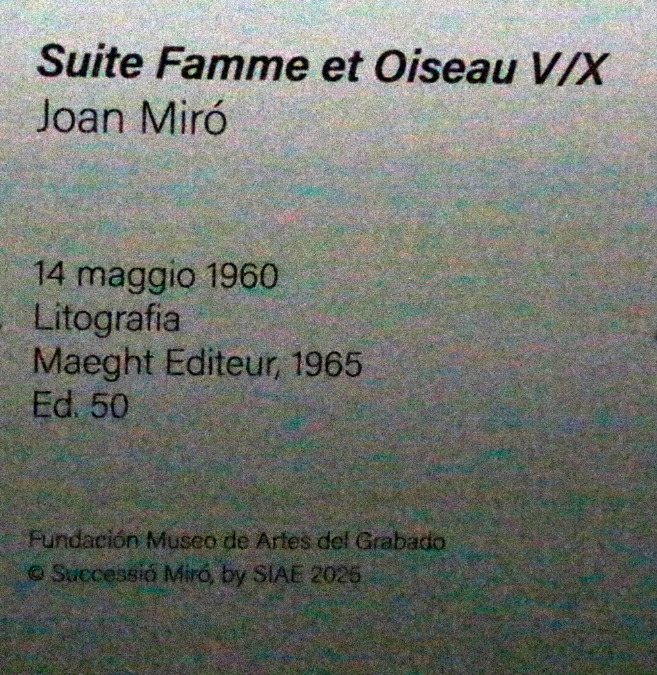 Suite Famme et Oiseau V/X
Joan Miró
14 maggio 1960
Litografia
Maeght Editeur, 1965
Ed. 50
Fundación Museo de Artes del Grabado
© Successió Miró, by SIAE 2025